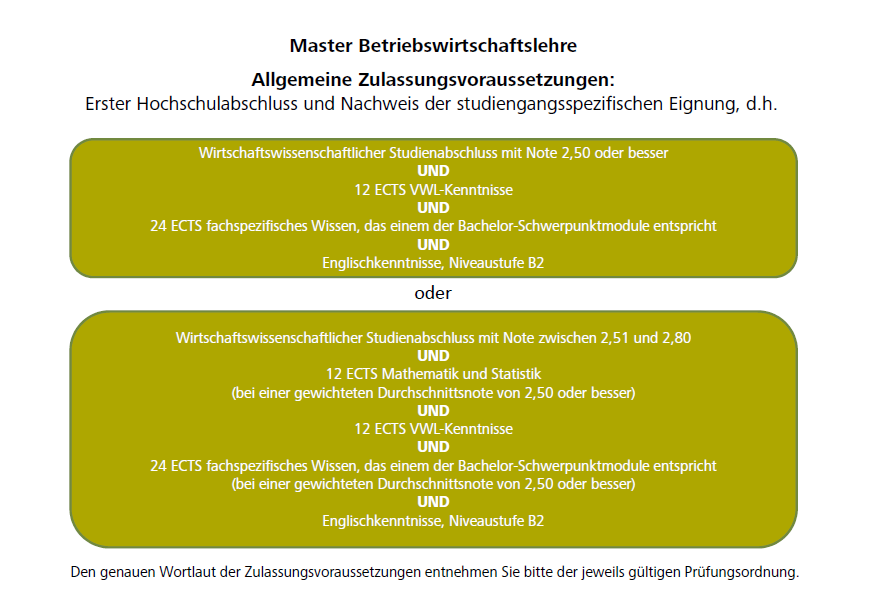 Master Betriebswirtschaftslehre
Allgemeine Zulassungsvoraussetzungen:
Erster Hochschulabschluss und Nachweis der studiengangsspezifischen Eignung, d.h.
Wirtschaftswissenschaftlicher Studienabschluss mit Note 2,50 oder besser
UND
12 ECTS VWL-Kenntnisse
UND
24 ECTS fachspezifisches Wissen, das einem der Bachelor-Schwerpunktmodule entspricht
UND
Englischkenntnisse, Niveaustufe B2
oder
Wirtschaftswissenschaftlicher Studienabschluss mit Note zwischen 2,51 und 2,80
UND
12 ECTS Mathematik und Statistik
(bei einer gewichteten Durchschnittsnote von 2,50 oder besser)
UND
12 ECTS VWL-Kenntnisse
UND
24 ECTS fachspezifisches Wissen, das einem der Bachelor-Schwerpunktmodule entspricht
(bei einer gewichteten Durchschnittsnote von 2,50 oder besser)
UND
Englischkenntnisse, Niveaustufe B2
Den genauen Wortlaut der Zulassungsvoraussetzungen entnehmen Sie bitte der jeweils gültigen Prüfungsordnung.